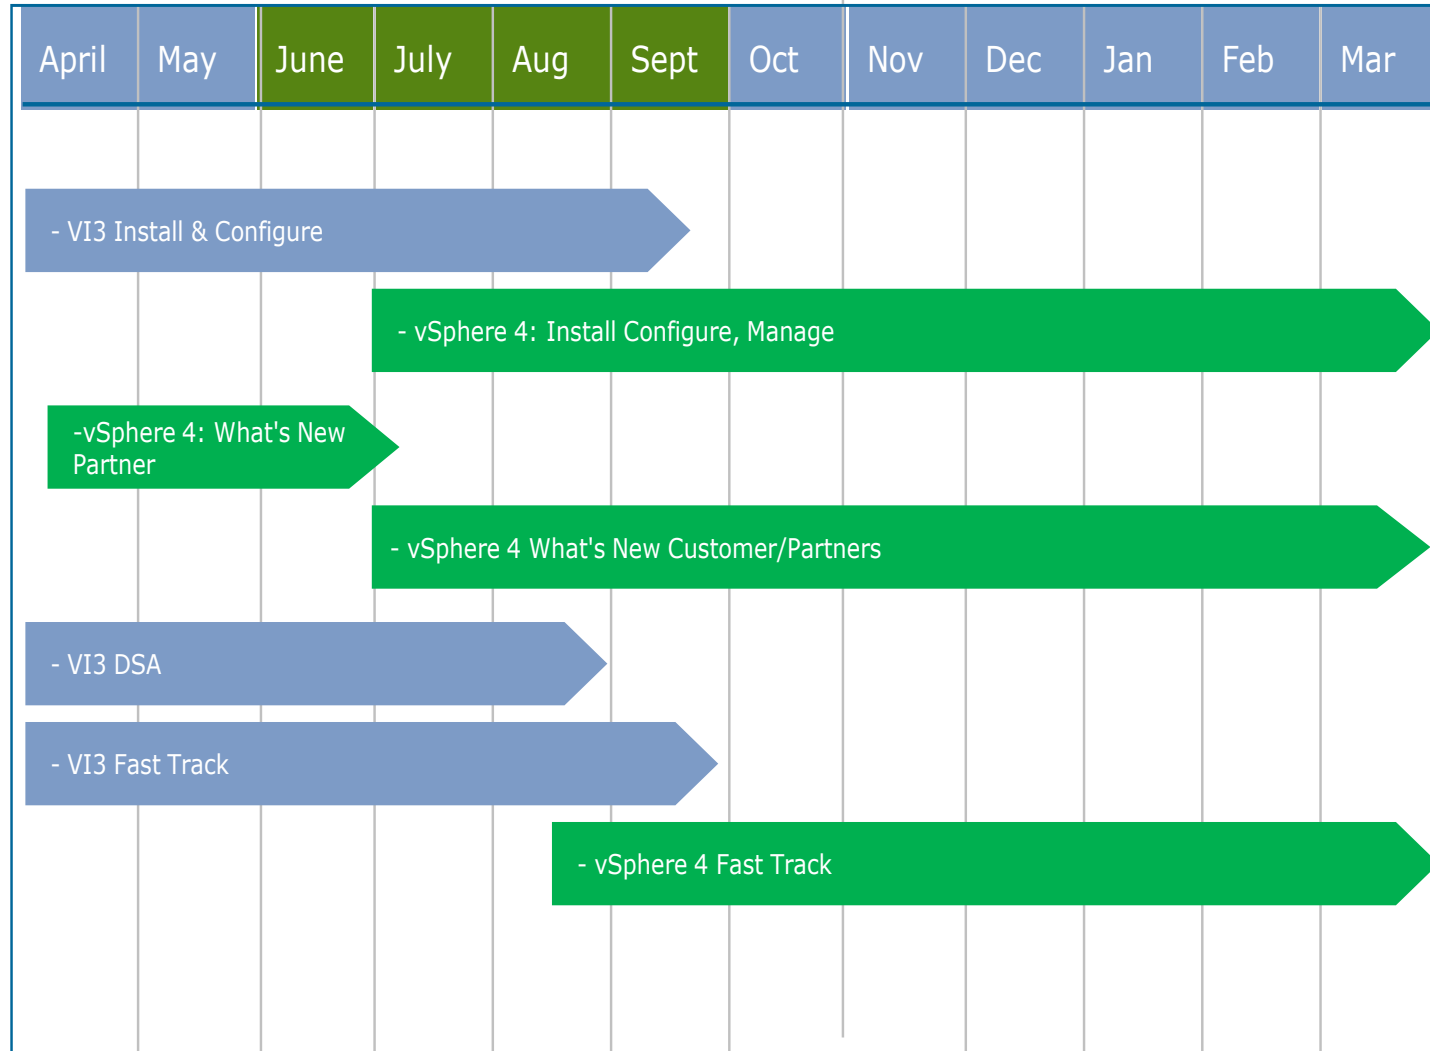 April May June July Aug Sept Oct Nov Dec Jan Feb Mar
- VI3 Install & Configure
- vSphere 4: Install Configure, Manage
-vSphere 4: What's New
Partner
- vSphere 4 What's New Customer/Partners
- VI3 DSA
- VI3 Fast Track
- vSphere 4 Fast Track